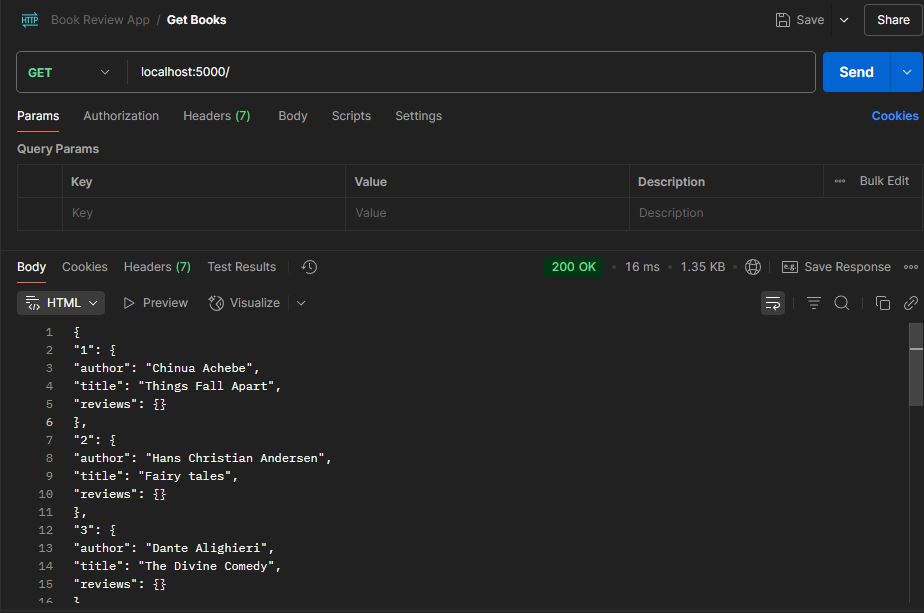 HTTP Book Review App / Get Books Save Share
GET localhost:5000/ Send
Params Authorization Headers (7) Body Scripts Settings Cookies
Query Params
Key Value Description Bulk Edit
Key Value Description
Body Cookies Headers (7) Test Results 200 OK • 16 ms • 1.35 KB • e.g. Save Response
HTML Preview Visualize
1 {
2 "1": {
3 "author": "Chinua Achebe",
4 "title": "Things Fall Apart",
5 "reviews": {}
6 },
7 "2": {
8 "author": "Hans Christian Andersen",
9 "title": "Fairy tales",
10 "reviews": {}
11 },
12 "3": {
13 "author": "Dante Alighieri",
14 "title": "The Divine Comedy",
15 "reviews": {}
16 }